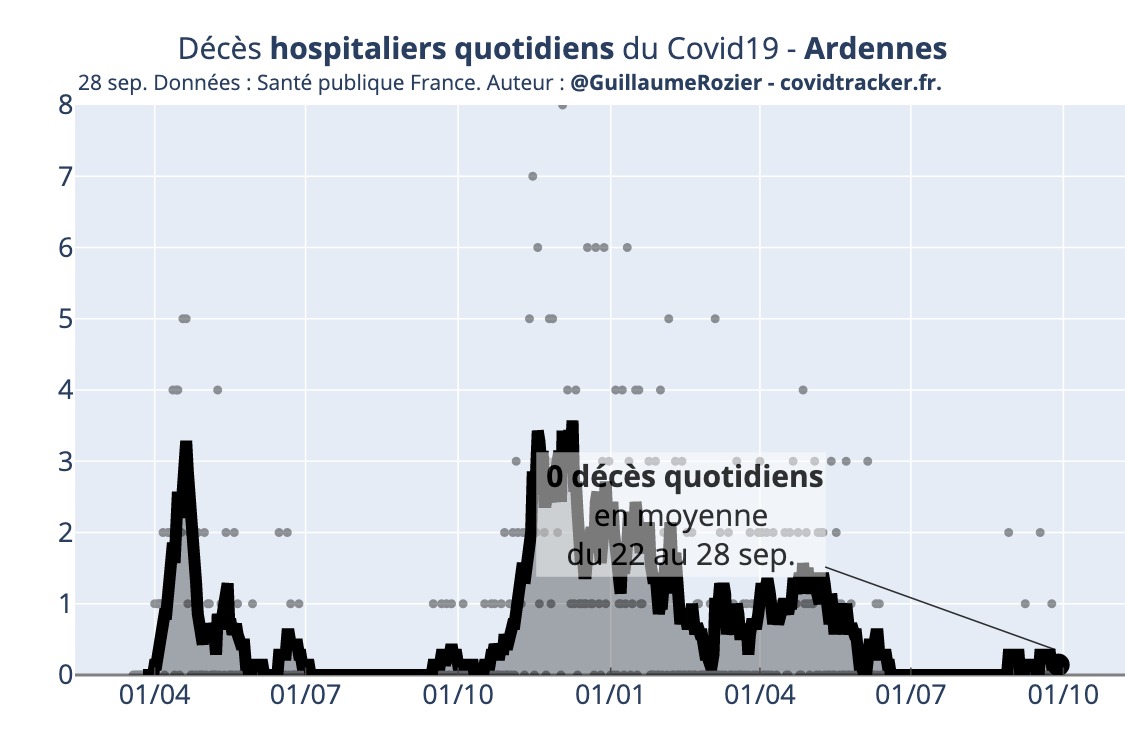 Décès hospitaliers quotidiens du Covid19 - Ardennes
28 sep. Données : Santé publique France. Auteur : @GuillaumeRozier - covidtracker.fr.
8
7
6
5
4
3
2
1
0
0 décès quotidiens
en moyenne
du 22 au 28 sep.
01/04 01/07 01/10 01/01 01/04 01/07 01/10